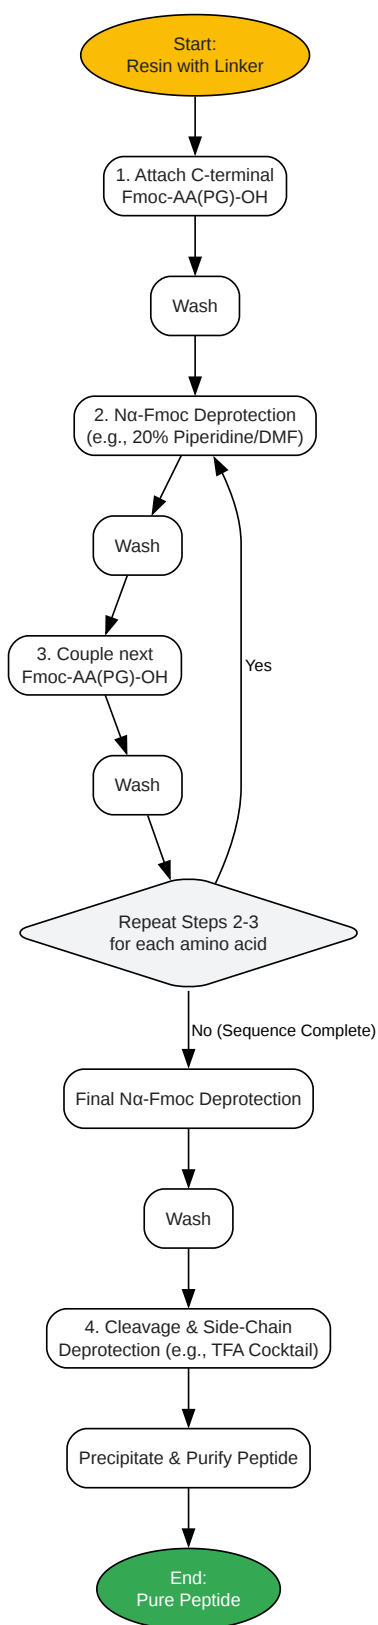 Start:
Resin with Linker
1. Attach C-terminal
Fmoc-AA(PG)-OH
Wash
2. Nα-Fmoc Deprotection
(e.g., 20% Piperidine/DMF)
Wash
3. Couple next
Fmoc-AA(PG)-OH
Yes
Wash
Repeat Steps 2-3
for each amino acid
No (Sequence Complete)
Final Nα-Fmoc Deprotection
Wash
4. Cleavage & Side-Chain
Deprotection (e.g., TFA Cocktail)
Precipitate & Purify Peptide
End:
Pure Peptide